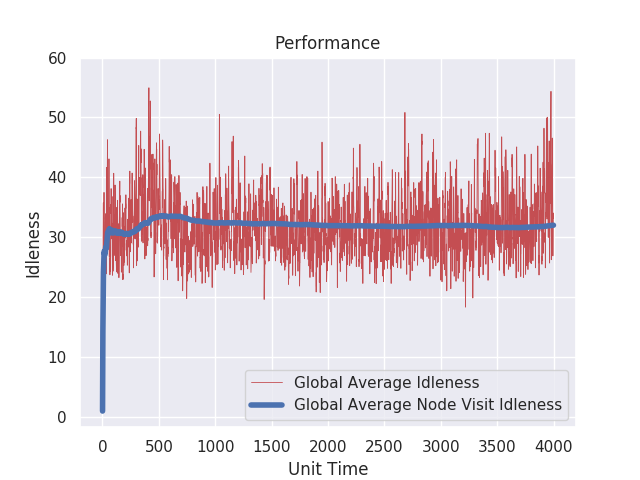 Performance
60
50
40
30
20
10
0
Idleness
Global Average Idleness
Global Average Node Visit Idleness
0 500 1000 1500 2000 2500 3000 3500 4000
Unit Time